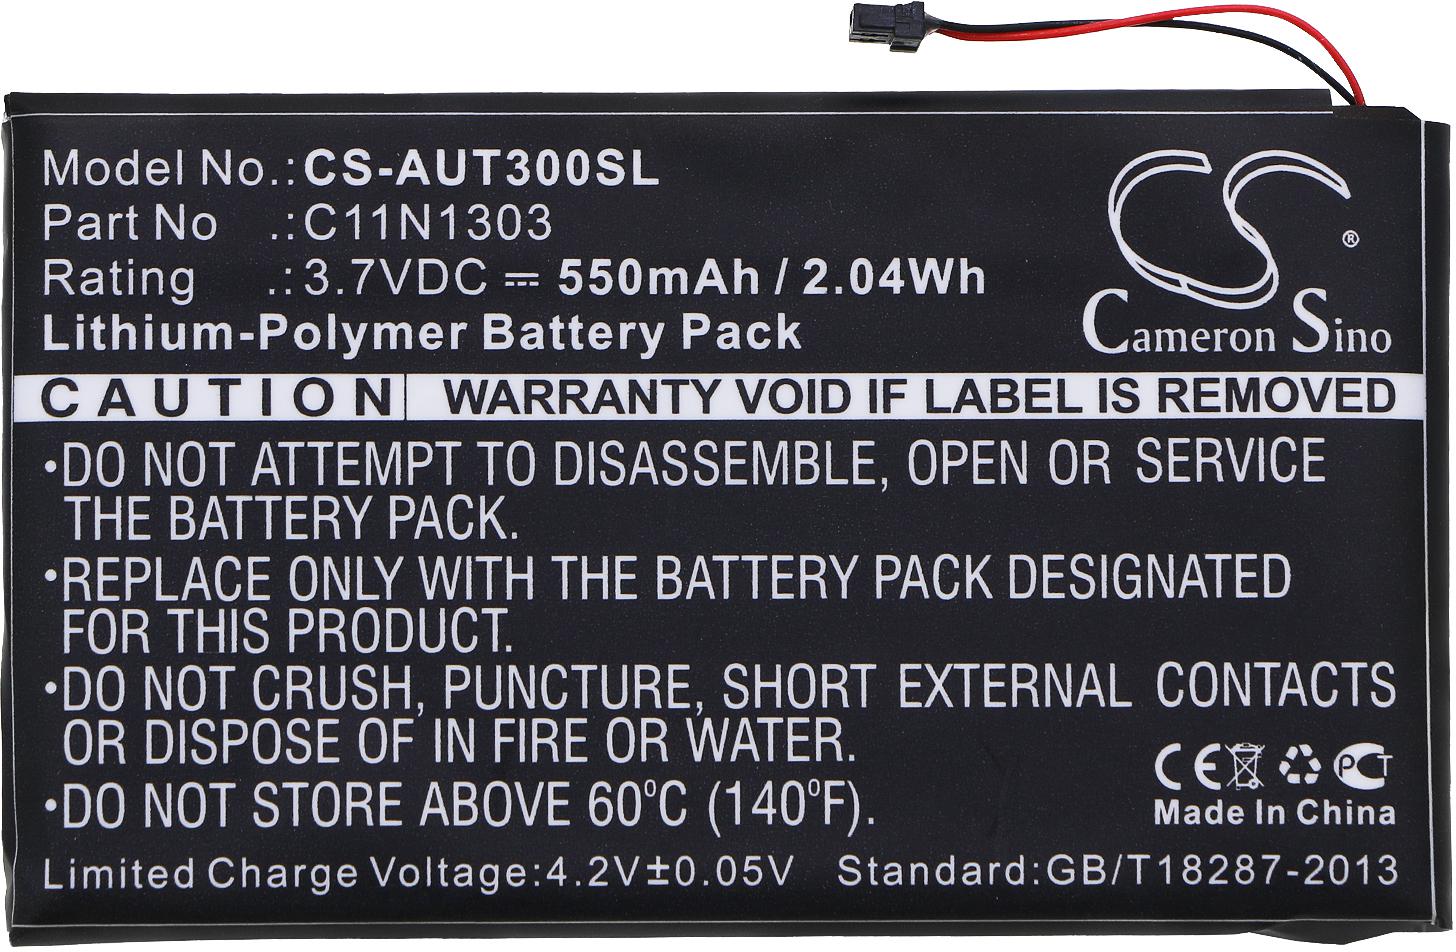 Model No.:CS-AUT300SL
Part No .:C11N1303
Rating .:3.7VDC ⎓ 550mAh / 2.04Wh
Lithium-Polymer Battery Pack
CS®
Cameron Sino
CAUTION WARRANTY VOID IF LABEL IS REMOVED
•DO NOT ATTEMPT TO DISASSEMBLE, OPEN OR SERVICE
THE BATTERY PACK.
•REPLACE ONLY WITH THE BATTERY PACK DESIGNATED
FOR THIS PRODUCT.
•DO NOT CRUSH, PUNCTURE, SHORT EXTERNAL CONTACTS
OR DISPOSE OF IN FIRE OR WATER.
•DO NOT STORE ABOVE 60°C (140°F).
CE PCT
Made In China
Limited Charge Voltage:4.2V±0.05V Standard:GB/T18287-2013